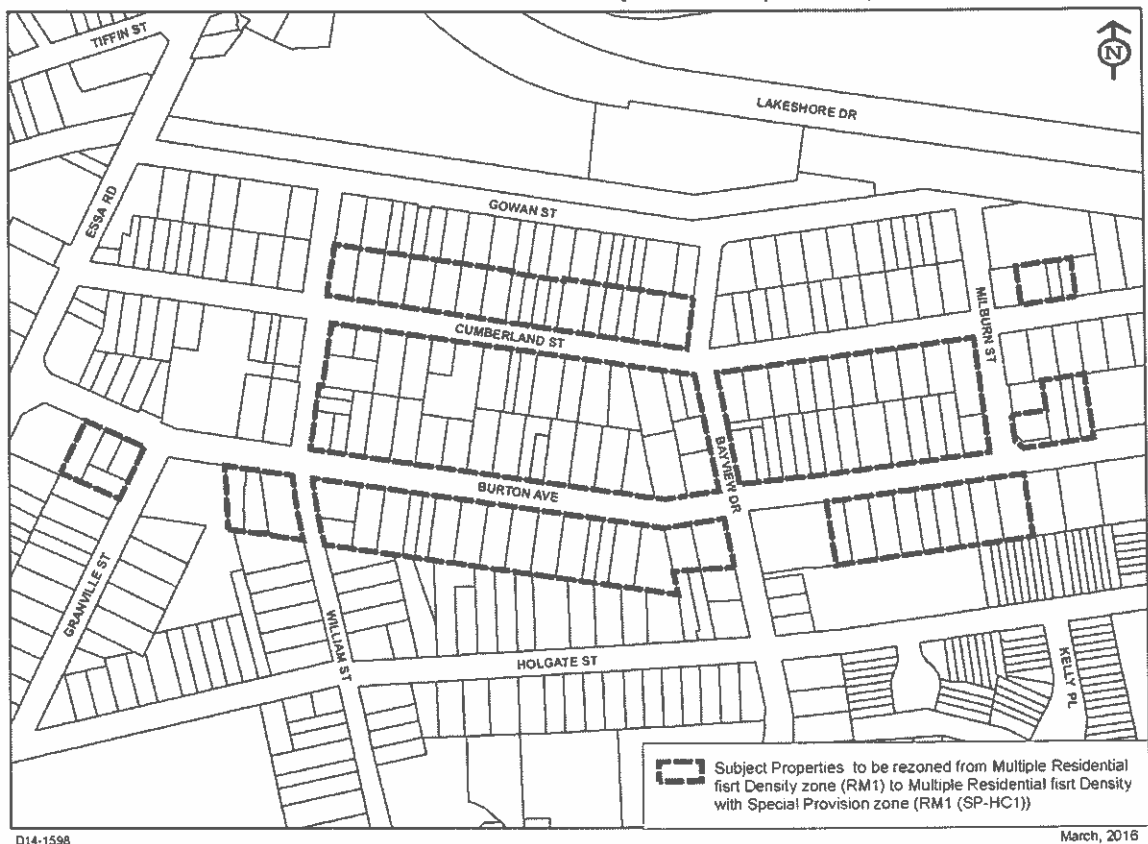 TIFFIN ST
N
LAKESHORE DR
ESSA RD
GOWAN ST
MILBURN ST
CUMBERLAND ST
BAYVIEW DR
BURTON AVE
GRANVILLE ST
WILLIAM ST
HOLGATE ST
KELLY PL
Subject Properties to be rezoned from Multiple Residential
fisrt Density zone (RM1) to Multiple Residential fisrt Density
with Special Provision zone (RM1 (SP-HC1))
D14-1598
March, 2016